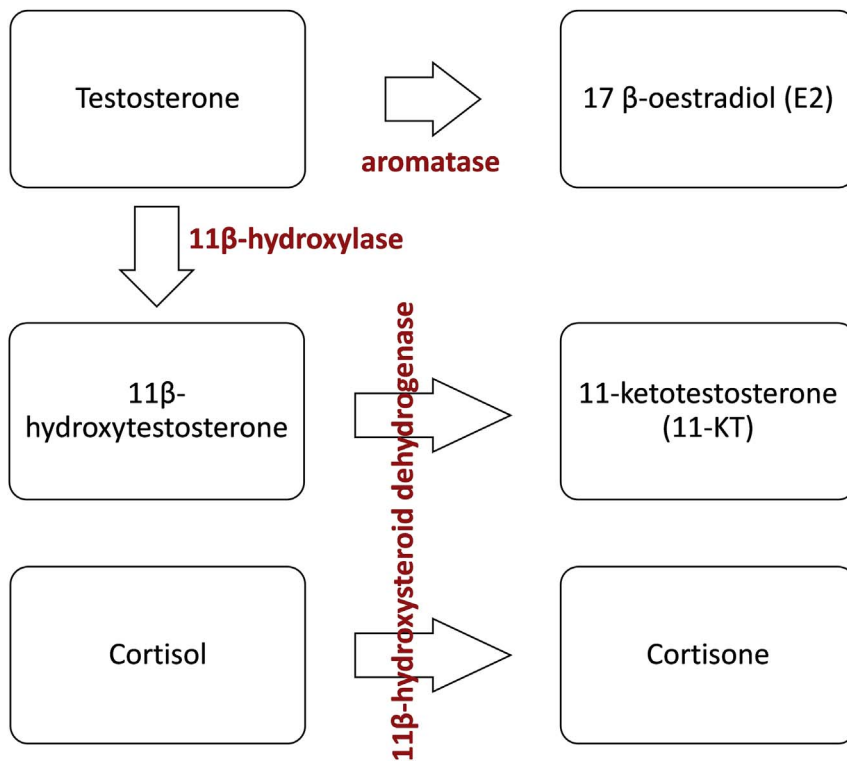 Testosterone
17 β-oestradiol (E2)
aromatase
11β-hydroxylase
11β-
hydroxytestosterone
11β-hydroxysteroid dehydrogenase
11-ketotestosterone
(11-KT)
Cortisol
Cortisone